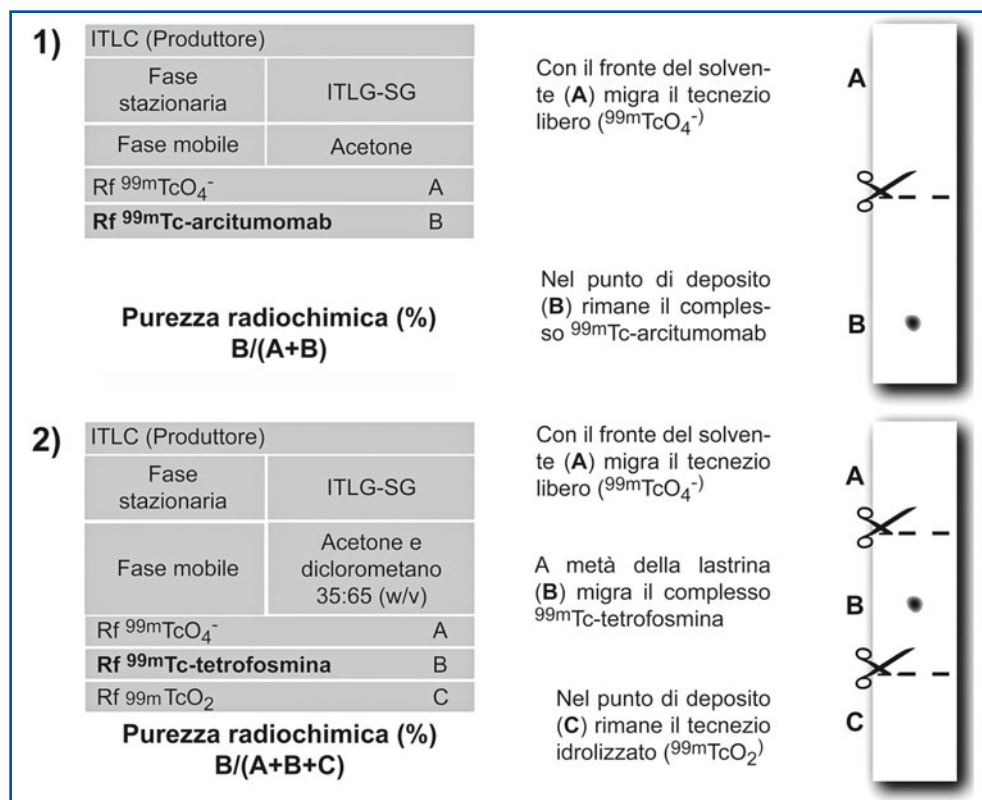 1)
ITLC (Produttore)
Fase
stazionaria
ITLG-SG
Fase mobile
Acetone
Rf 99mTcO4- A
Rf 99mTc-arcitumomab B
Purezza radiochimica (%)
B/(A+B)
Con il fronte del solven-
te (A) migra il tecnezio
libero (99mTcO4-)
Nel punto di deposito
(B) rimane il comples-
so 99mTc-arcitumomab
A
B
2)
ITLC (Produttore)
Fase
stazionaria
ITLG-SG
Fase mobile
Acetone e
diclorometano
35:65 (w/v)
Rf 99mTcO4- A
Rf 99mTc-tetrofosmina B
Rf 99mTcO2 C
Purezza radiochimica (%)
B/(A+B+C)
Con il fronte del solven-
te (A) migra il tecnezio
libero (99mTcO4-)
A metà della lastrina
(B) migra il complesso
99mTc-tetrofosmina
Nel punto di deposito
(C) rimane il tecnezio
idrolizzato (99mTcO2)
A
B
C